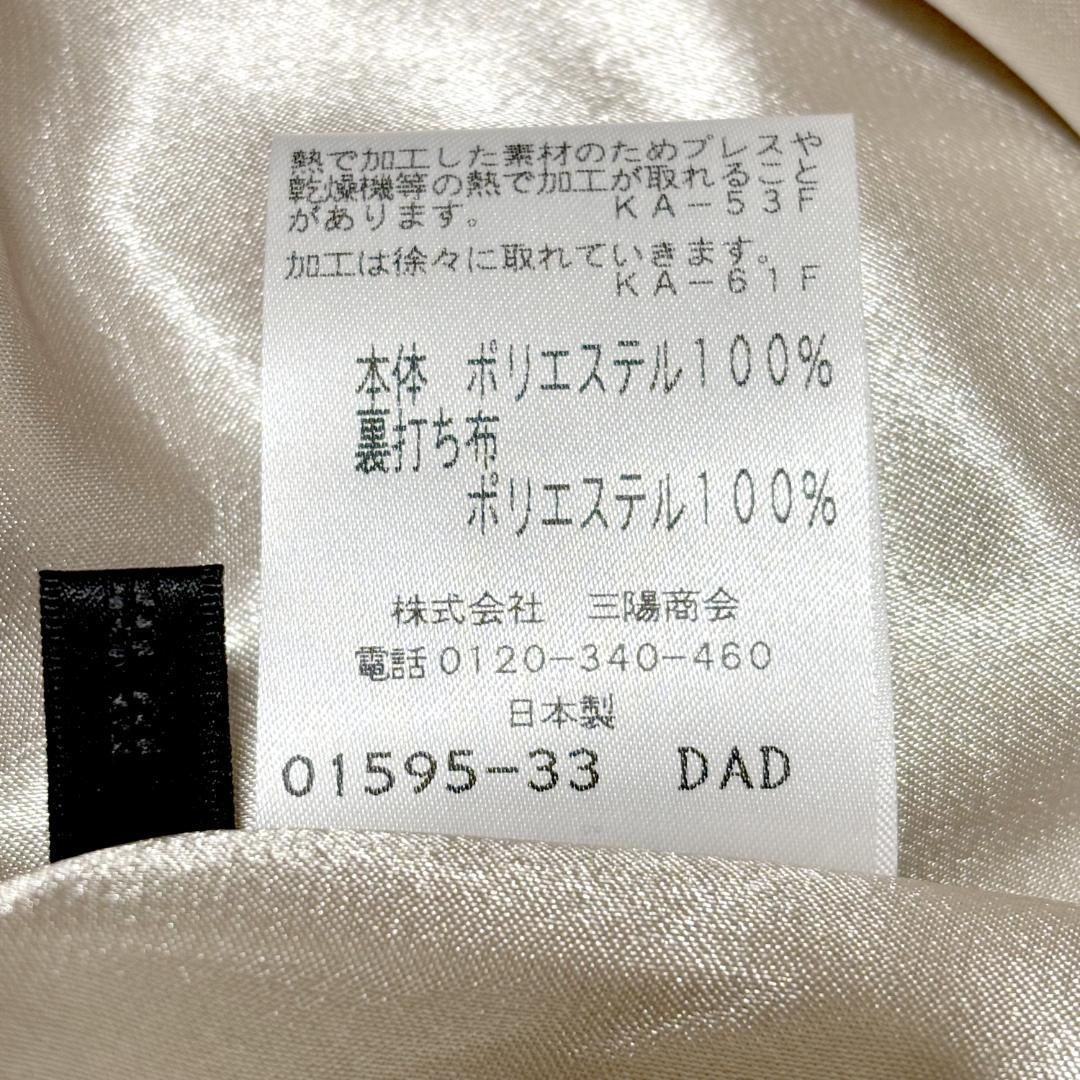 熱で加工した素材のためプレスや
乾燥機等の熱で加工が取れること
があります。 KA-53F
加工は徐々に取れていきます。
KA-61F
本体 ポリエステル100%
裏打ち布
ポリエステル100%
株式会社 三陽商会
電話0120-340-460
日本製
01595-33 DAD